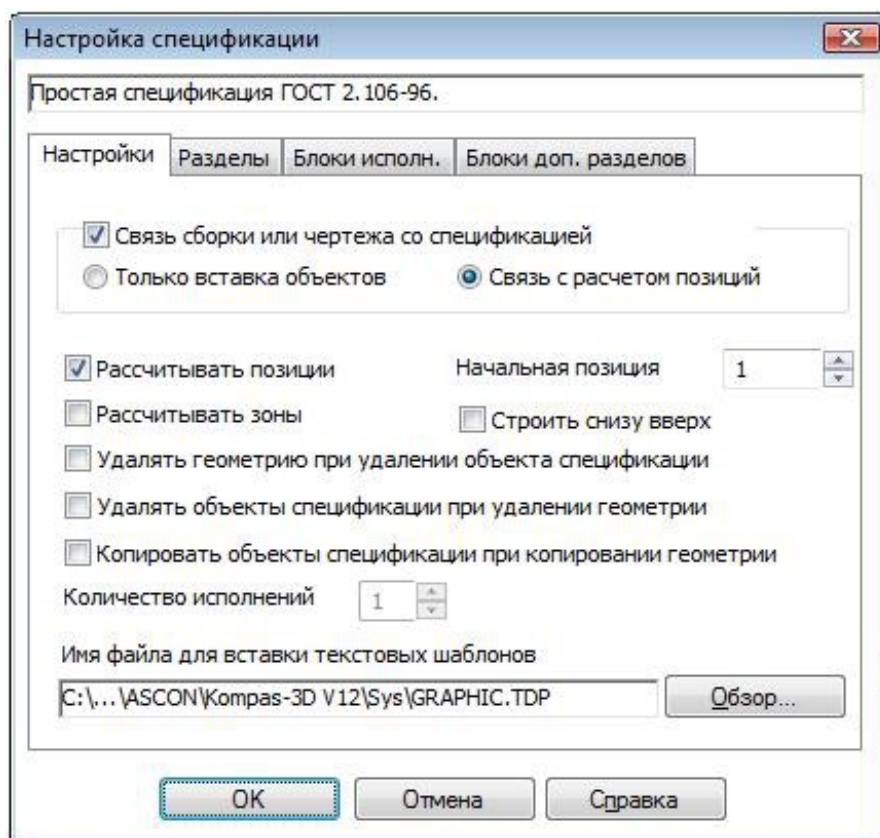 Настройка спецификации
Простая спецификация ГОСТ 2.106-96.
Настройки Разделы Блоки исполн. Блоки доп. разделов
Связь сборки или чертежа со спецификацией
Только вставка объектов Связь с расчетом позиций
Рассчитывать позиции Начальная позиция 1
Рассчитывать зоны Строить снизу вверх
Удалять геометрию при удалении объекта спецификации
Удалять объекты спецификации при удалении геометрии
Копировать объекты спецификации при копировании геометрии
Количество исполнений 1
Имя файла для вставки текстовых шаблонов
C:\...\ASCON\Kompas-3D V12\Sys\GRAPHIC.TDP Обзор...
OK Отмена Справка